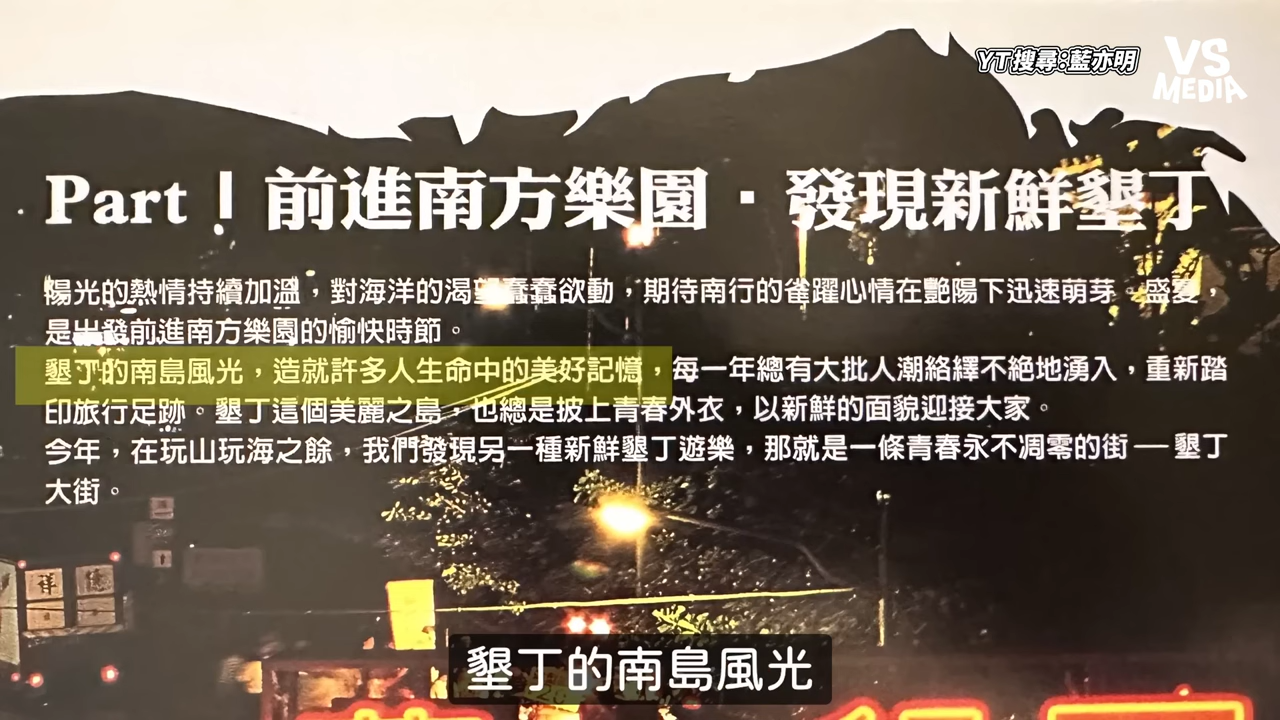 YT搜尋:藍亦明
VS
MEDIA
Part 1 前進南方樂園・發現新鮮墾丁
陽光的熱情持續加溫，對海洋的渴望蠢蠢欲動，期待南行的雀躍心情在艷陽下迅速萌芽。盛夏，
是出發前進南方樂園的愉快時節。
墾丁的南島風光，造就許多人生命中的美好記憶，每一年總有大批人潮絡繹不絕地湧入，重新踏
印旅行足跡。墾丁這個美麗之島，也總是披上青春外衣，以新鮮的面貌迎接大家。
今年，在玩山玩海之餘，我們發現另一種新鮮墾丁遊樂，那就是一條青春永不凋零的街 — 墾丁
大街。
祥 德
墾丁的南島風光